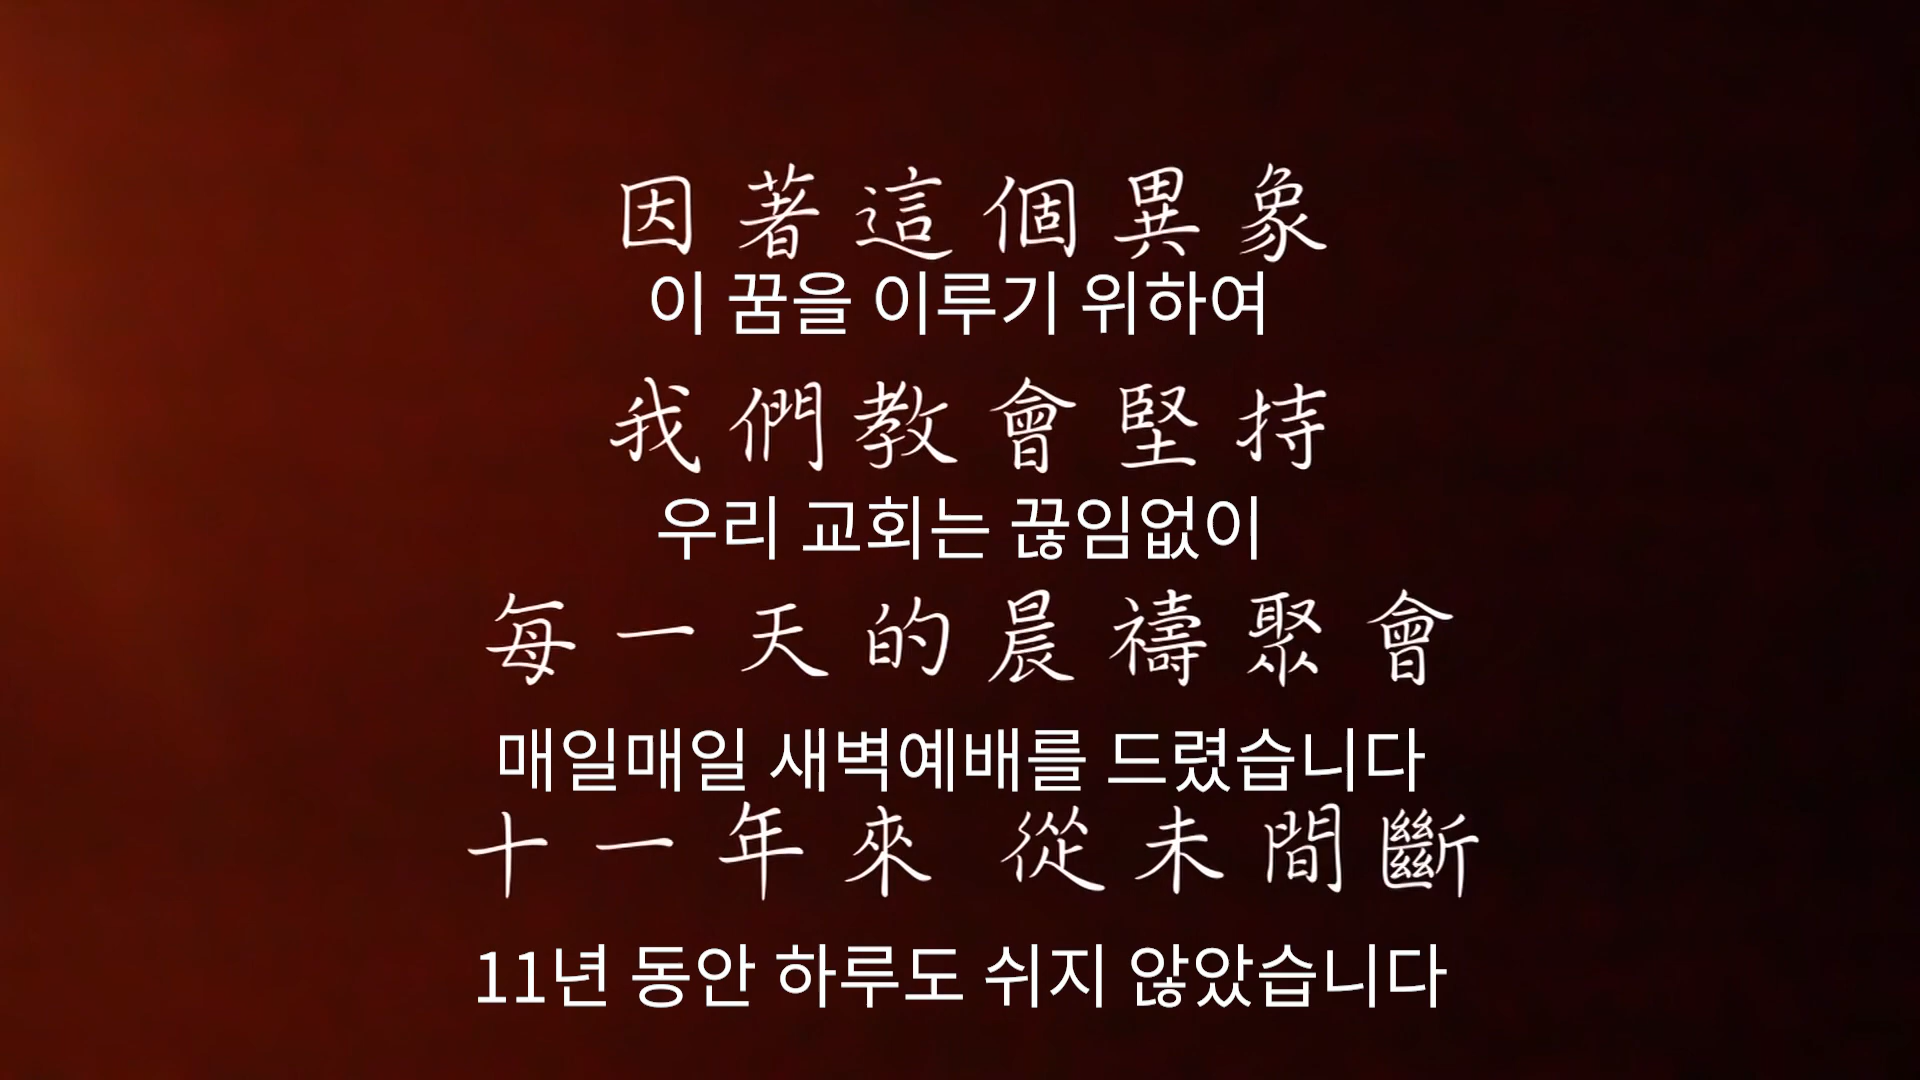 因著這個異象
이 꿈을 이루기 위하여
我們教會堅持
우리 교회는 끊임없이
每一天的晨禱聚會
매일매일 새벽예배를 드렸습니다
十一年來 從未間斷
11년 동안 하루도 쉬지 않았습니다